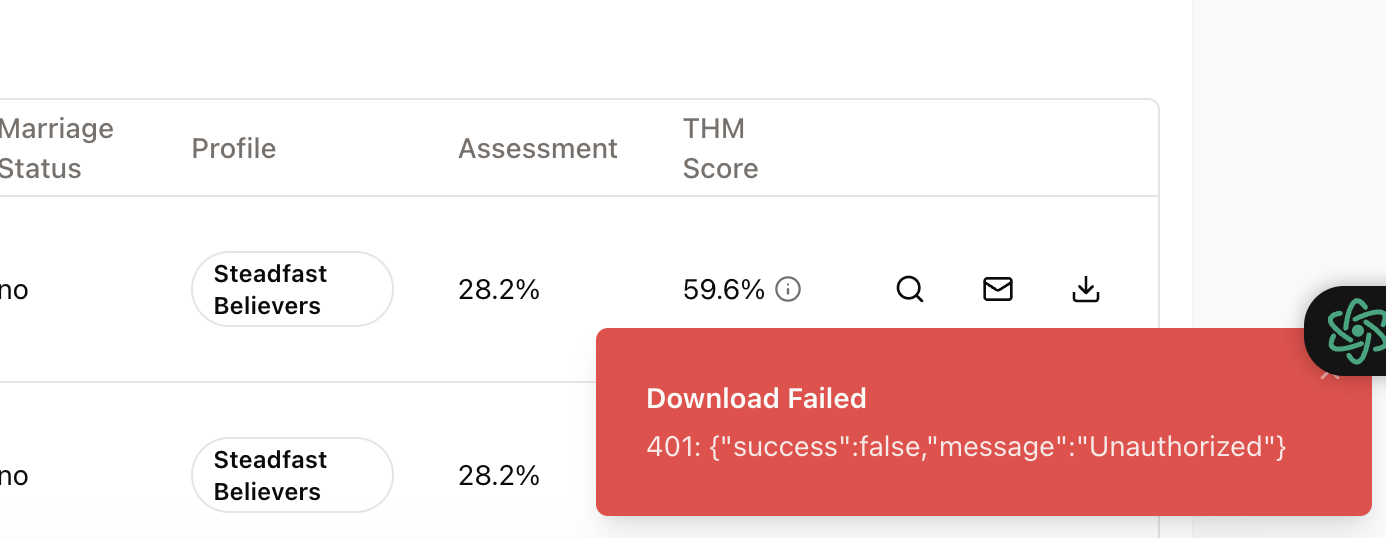 Marriage
Status
Profile
Assessment
THM
Score
no
Steadfast
Believers
28.2%
59.6%
Download Failed
401: {"success":false,"message":"Unauthorized"}
no
Steadfast
Believers
28.2%